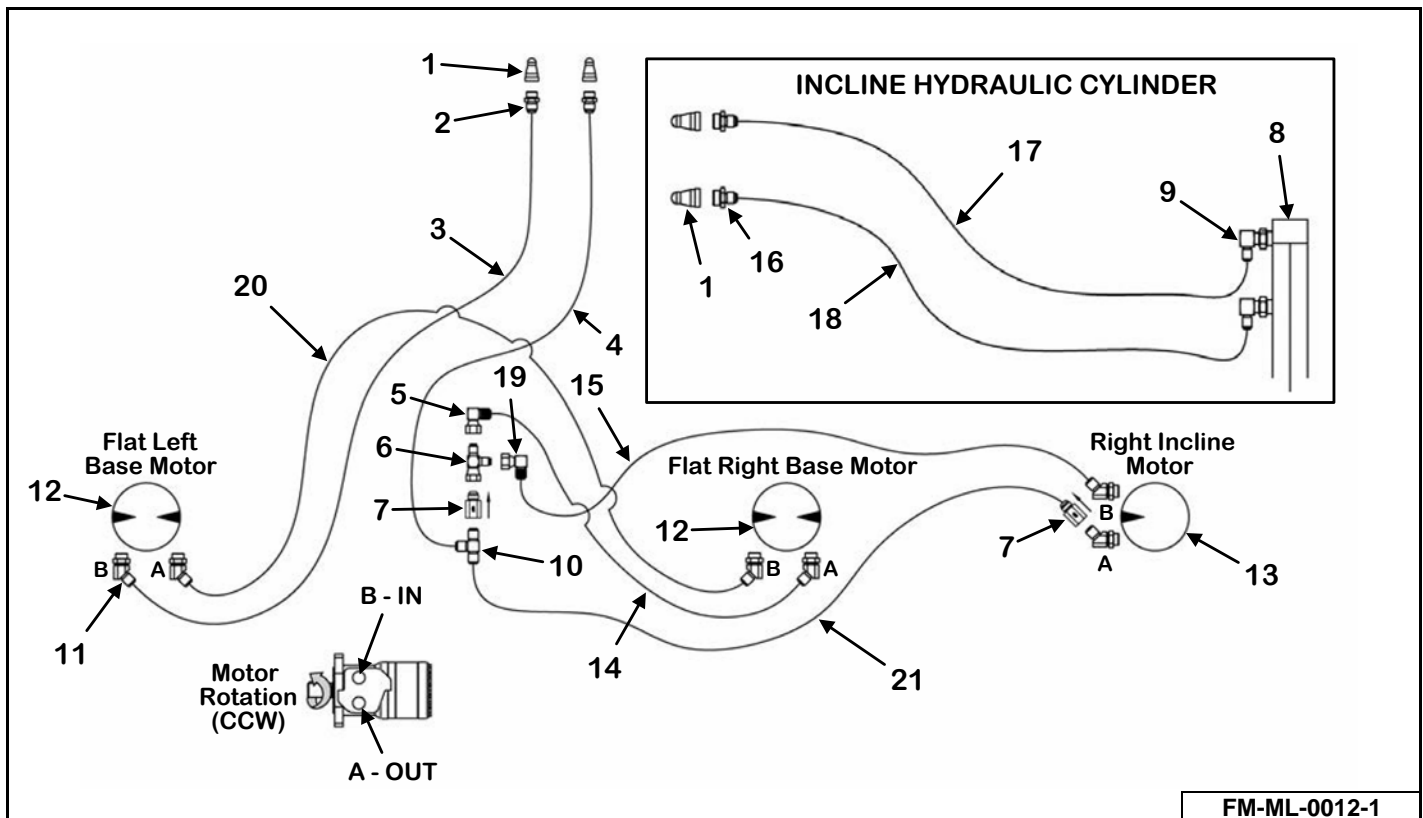 1
2
3
20
4
INCLINE HYDRAULIC CYLINDER
8
17
9
16
1
18
19
15
5
6
7
10
Flat Left
Base Motor
12
B
A
11
Flat Right Base Motor
12
B
A
Right Incline
Motor
7
B
A
13
14
21
B - IN
Motor
Rotation
(CCW)
A - OUT
FM-ML-0012-1